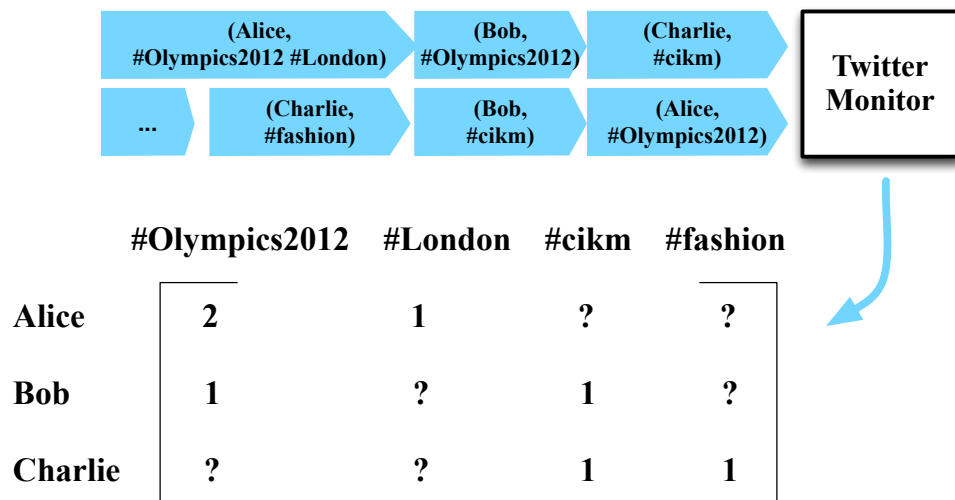 (Alice,
#Olympics2012 #London)
(Bob,
#Olympics2012)
(Charlie,
#cikm)
...
(Charlie,
#fashion)
(Bob,
#cikm)
(Alice,
#Olympics2012)
Twitter
Monitor
#Olympics2012 #London #cikm #fashion
Alice 2 1 ? ?
Bob 1 ? 1 ?
Charlie ? ? 1 1